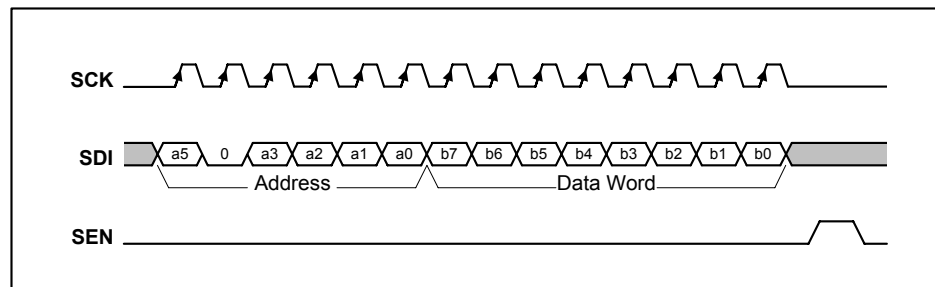 SCK
SDI a5 0 a3 a2 a1 a0 b7 b6 b5 b4 b3 b2 b1 b0
Address Data Word
SEN